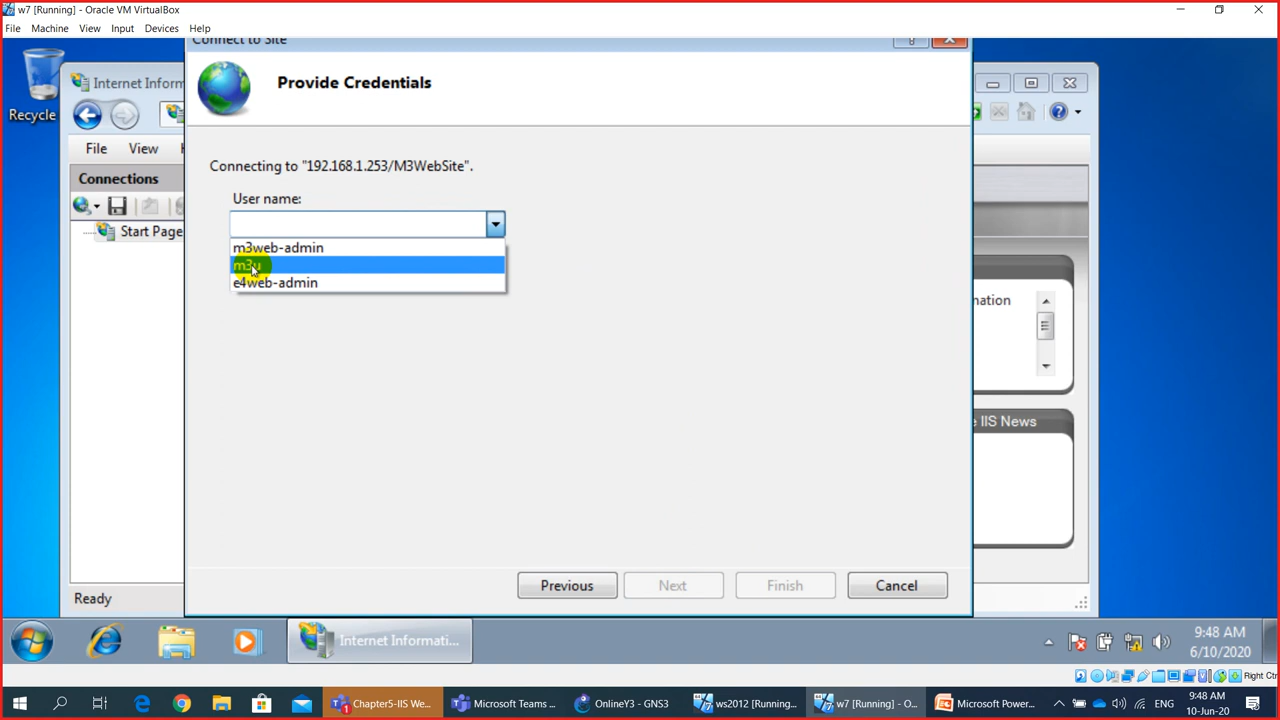 w7 [Running] - Oracle VM VirtualBox
File Machine View Input Devices Help
Connect to Site
Recycle
Internet Inform
Provide Credentials
File View
Connections
Start Page
Connecting to "192.168.1.253/M3WebSite".
User name:
m3web-admin
m3u
e4web-admin
nation
IIS News
Previous Next Finish Cancel
Ready
Internet Informati...
9:48 AM
6/10/2020
Right Ctrl
Chapter5-IIS We...
Microsoft Teams ...
OnlineY3 - GNS3
ws2012 [Running...
w7 [Running] - O...
Microsoft Power...
ENG
9:48 AM
10-Jun-20